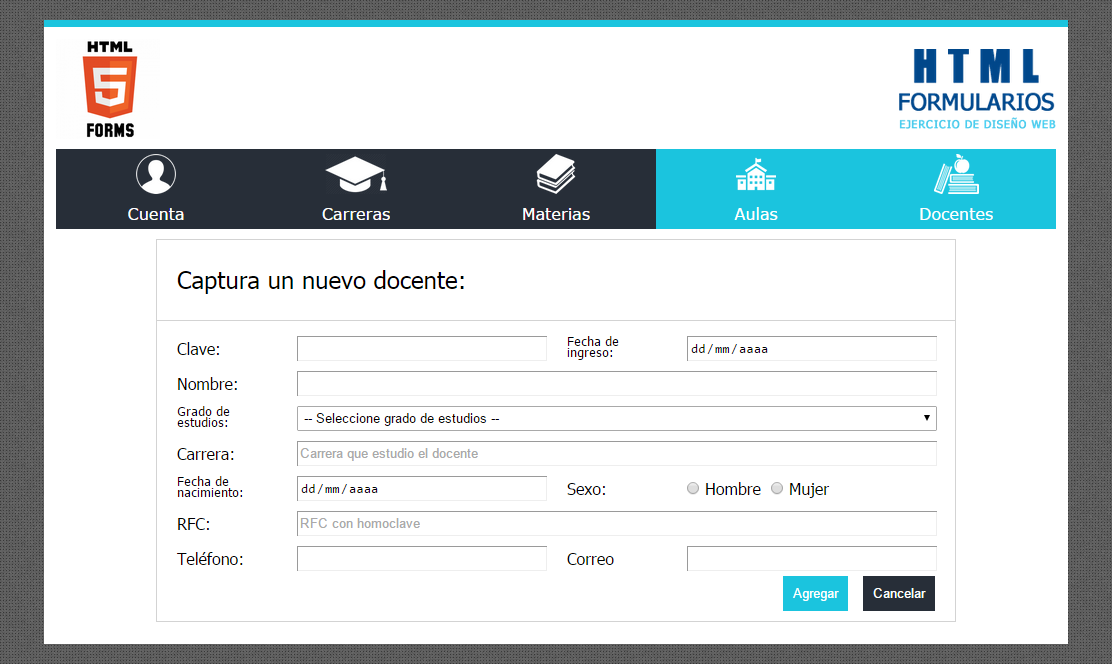 HTML
5
FORMS
HTML
FORMULARIOS
EJERCICIO DE DISEÑO WEB
Cuenta
Carreras
Materias
Aulas
Docentes
Captura un nuevo docente:
Clave:
Fecha de
ingreso:
dd/mm/aaaa
Nombre:
Grado de
estudios:
-- Seleccione grado de estudios --
Carrera:
Carrera que estudio el docente
Fecha de
nacimiento:
dd/mm/aaaa
Sexo:
Hombre
Mujer
RFC:
RFC con homoclave
Teléfono:
Correo
Agregar
Cancelar